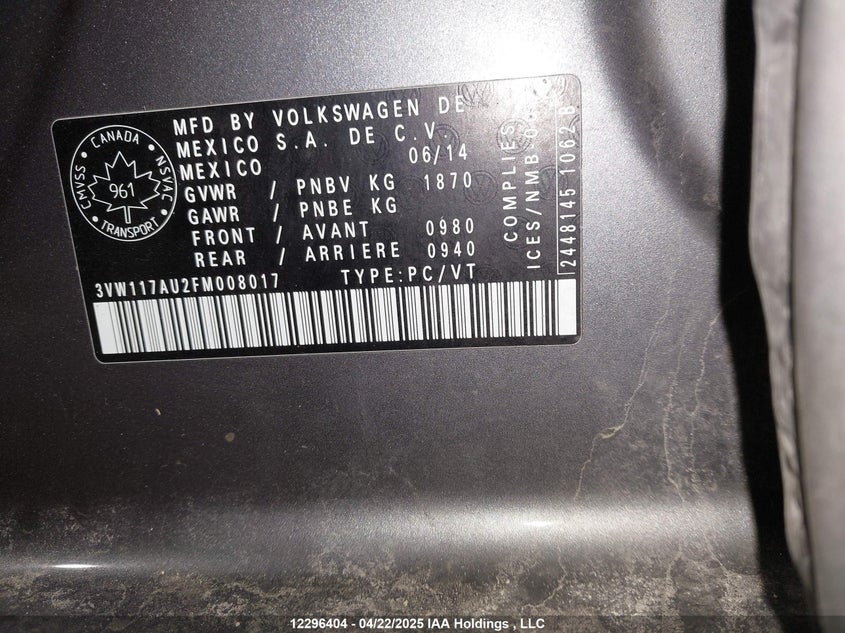 CANADA
CMVSS
NSVAC
961
TRANSPORT
MFD BY VOLKSWAGEN DE
MEXICO S.A. DE C.V.
MEXICO 06/14
GVWR / PNBV KG 1870
GAWR / PNBE KG
FRONT / AVANT 0980
REAR / ARRIERE 0940
3VW117AU2FM008017 TYPE:PC/VT
COMPLIES
ICES/NMB-0
2448145 1062 B
12296404 - 04/22/2025 IAA Holdings , LLC